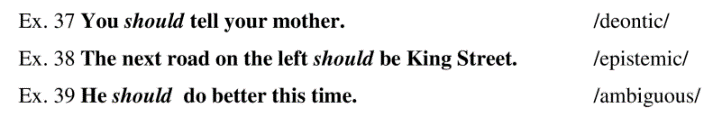 Ex. 37 You should tell your mother. /deontic/
Ex. 38 The next road on the left should be King Street. /epistemic/
Ex. 39 He should do better this time. /ambiguous/